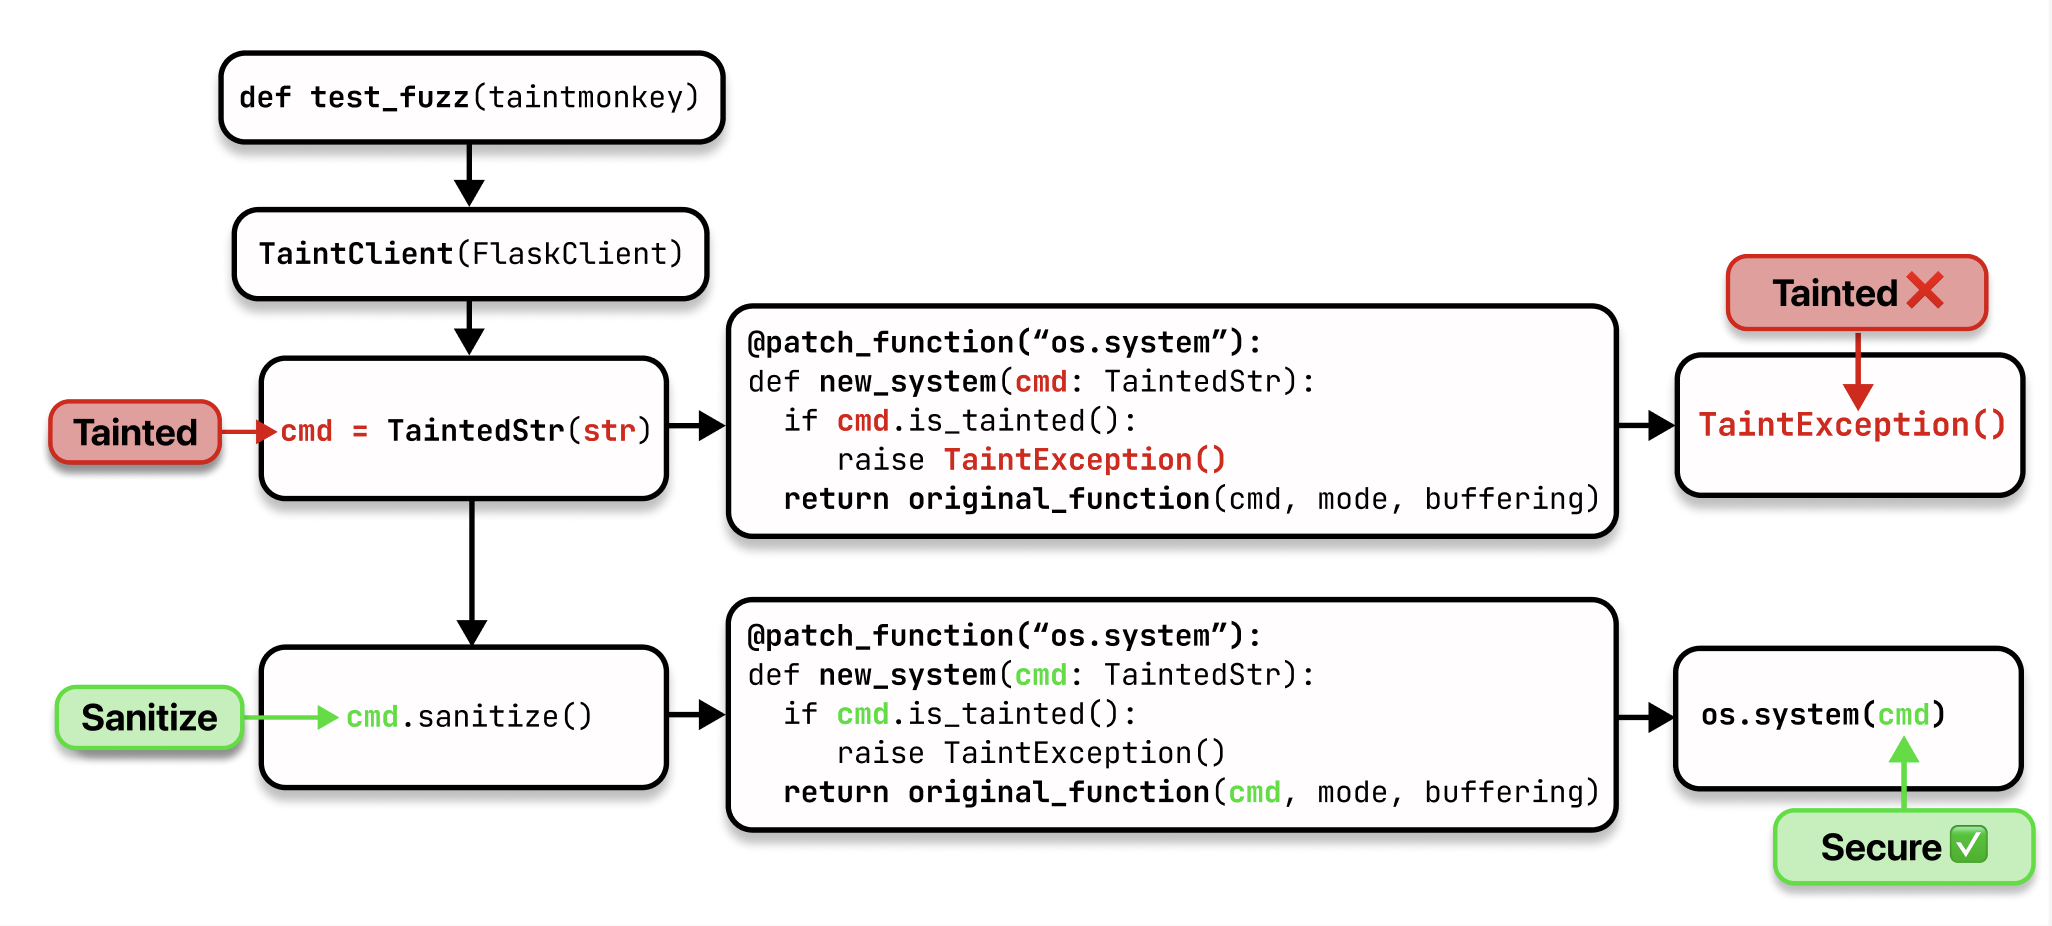 def test_fuzz(taintmonkey)
TaintClient(FlaskClient)
Tainted
cmd = TaintedStr(str)
@patch_function(“os.system”):
def new_system(cmd: TaintedStr):
if cmd.is_tainted():
raise TaintException()
return original_function(cmd, mode, buffering)
Tainted ❌
TaintException()
Sanitize
cmd.sanitize()
@patch_function(“os.system”):
def new_system(cmd: TaintedStr):
if cmd.is_tainted():
raise TaintException()
return original_function(cmd, mode, buffering)
os.system(cmd)
Secure ✅